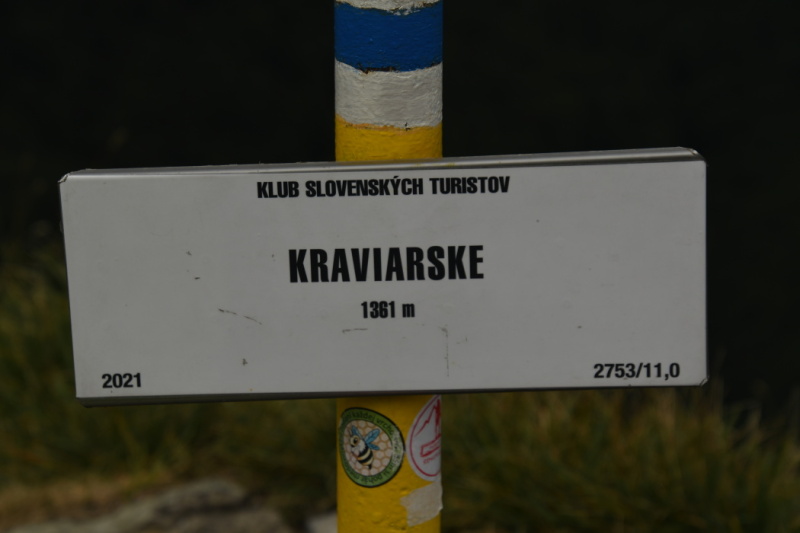 KLUB SLOVENSKÝCH TURISTOV
KRAVIARSKE
1361 m
2021
2753/11,0